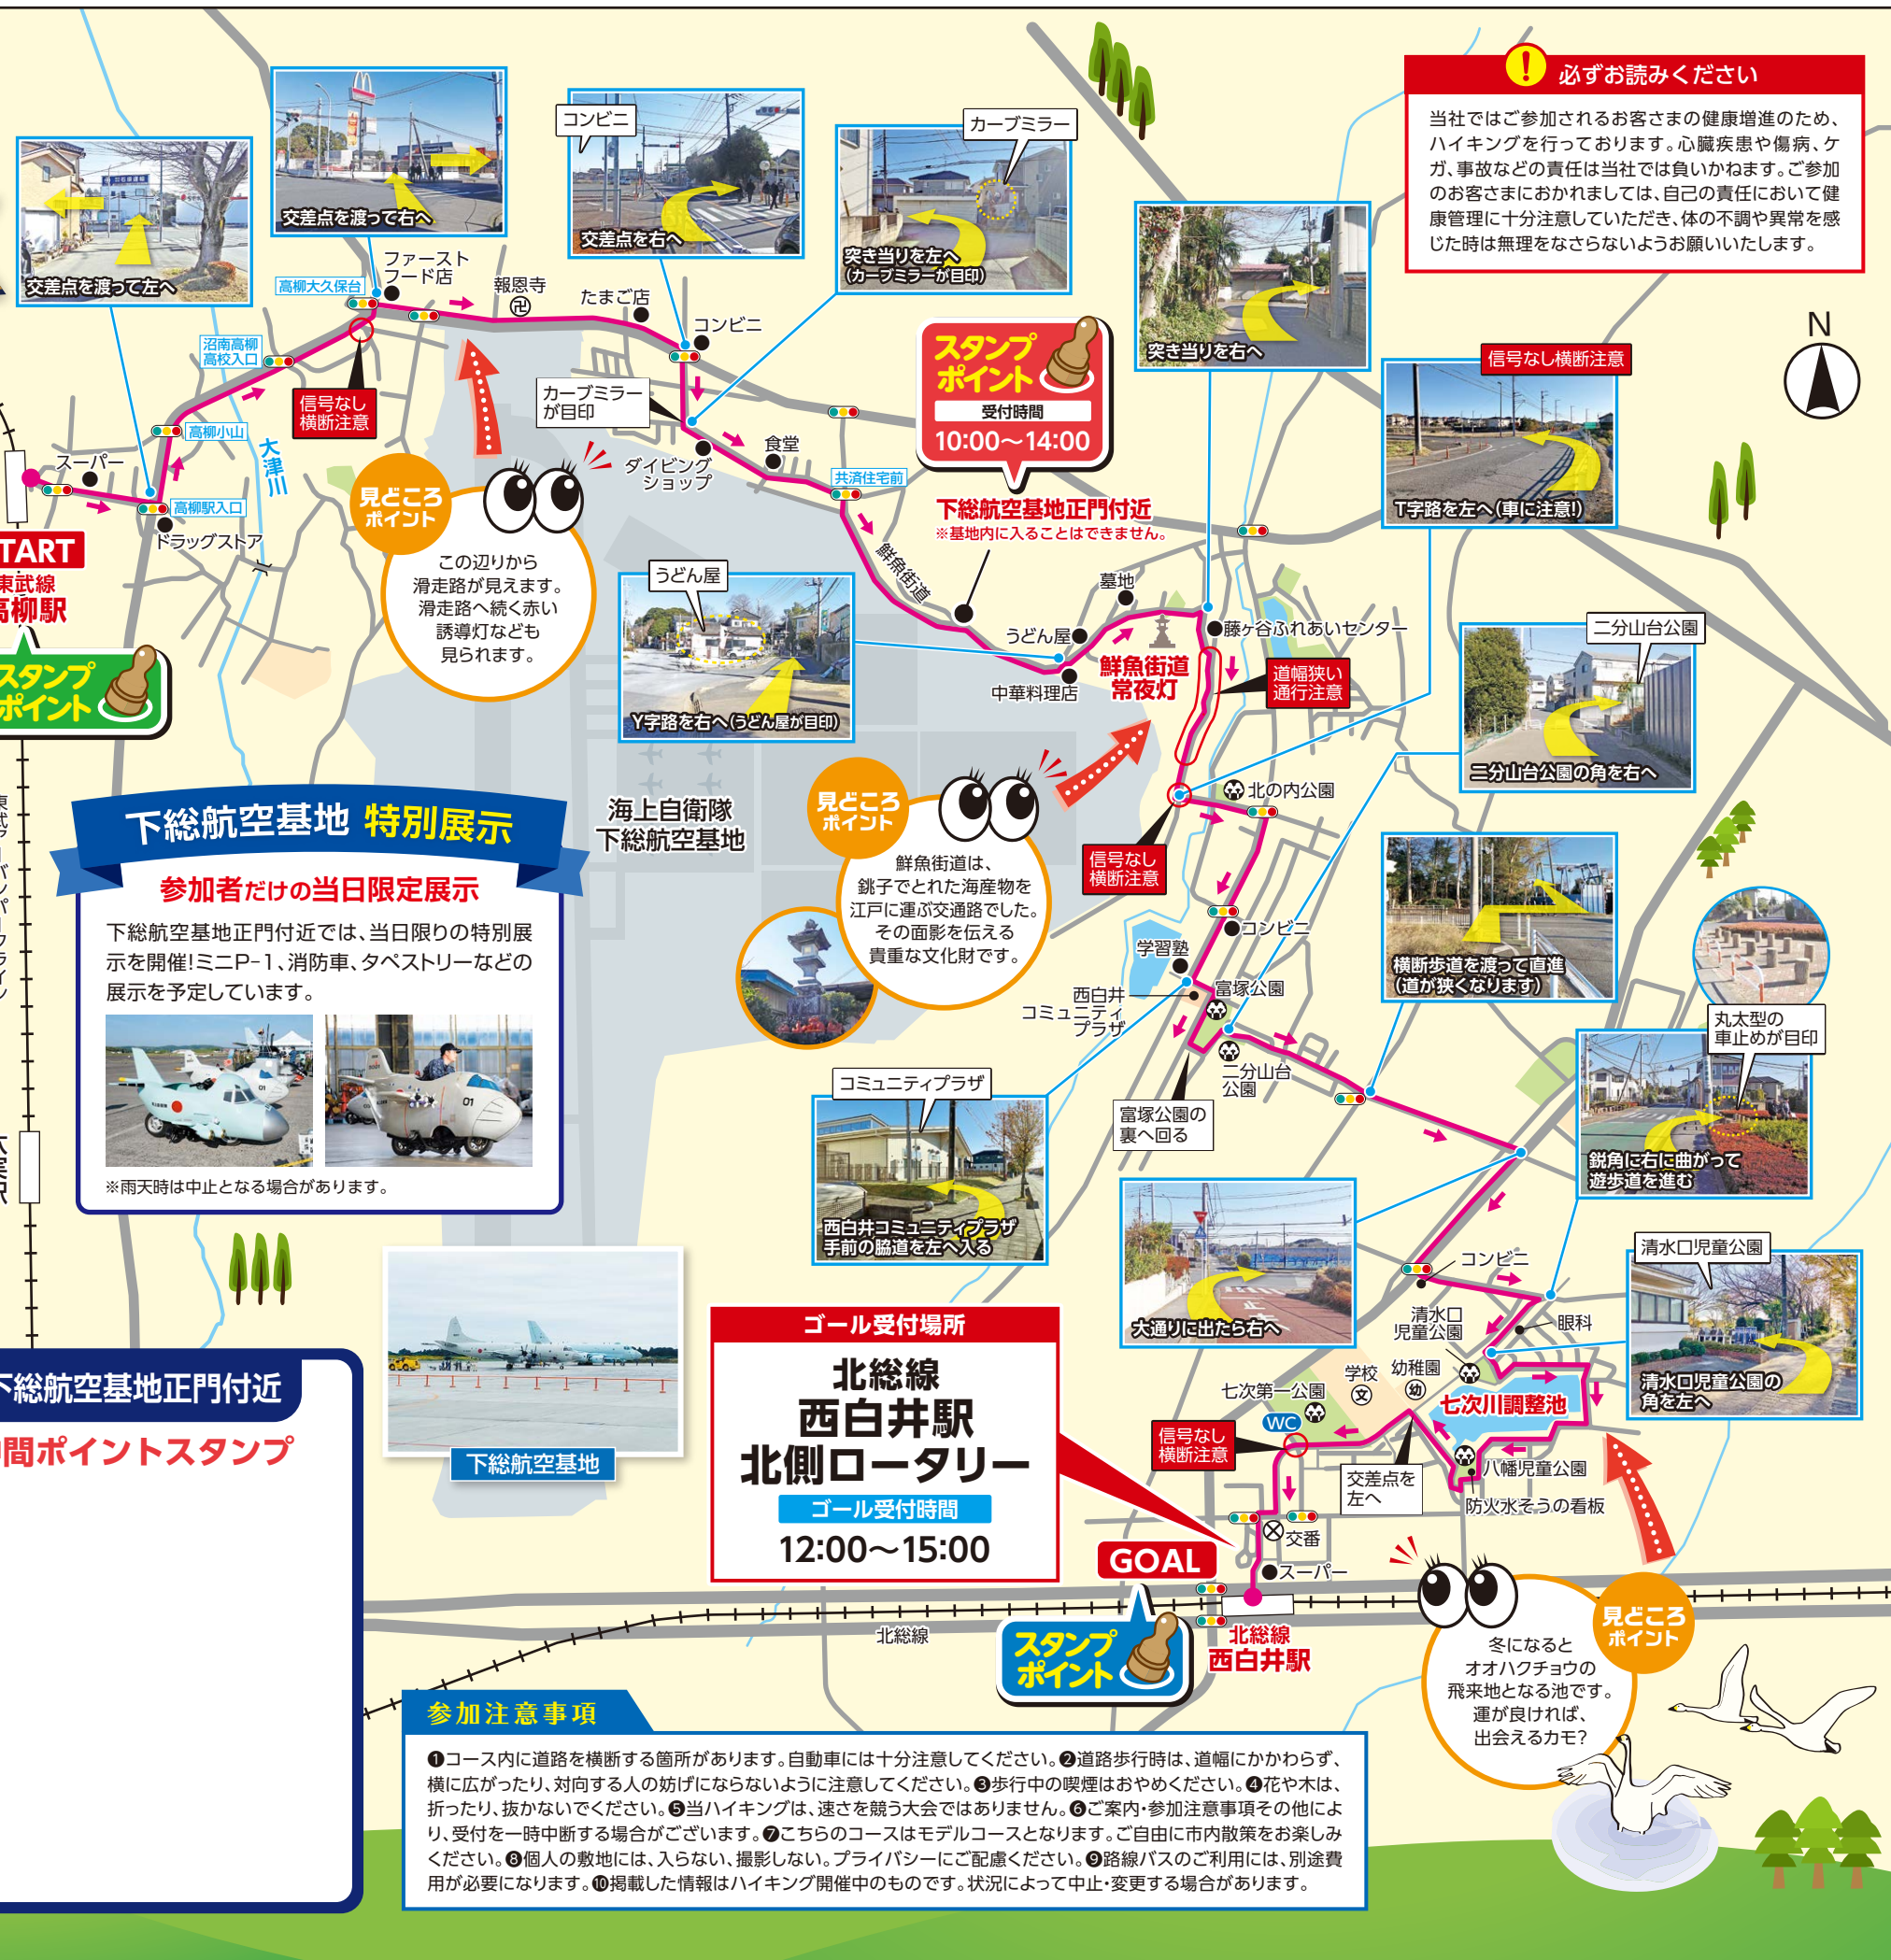 必ずお読みください
当社ではご参加されるお客さまの健康増進のため、
ハイキングを行っております。心臓疾患や傷病、ケ
ガ、事故などの責任は当社では負いかねます。ご参加
のお客さまにおかれましては、自己の責任において健
康管理に十分注意していただき、体の不調や異常を感
じた時は無理をなさらないようお願いいたします。
N
交差点を渡って左へ
交差点を渡って右へ
コンビニ
交差点を右へ
カーブミラー
突き当りを左へ
(カーブミラーが目印)
突き当りを右へ
信号なし横断注意
T字路を左へ(車に注意!)
高柳大久保台
ファースト
フード店
報恩寺
たまご店
コンビニ
沼南高柳
高校入口
信号なし
横断注意
カーブミラー
が目印
高柳小山
大津川
スーパー
高柳駅入口
ドラッグストア
TART
東武線
高柳駅
スタンプ
ポイント
見どころ
ポイント
この辺りから
滑走路が見えます。
滑走路へ続く赤い
誘導灯なども
見られます。
ダイビング
ショップ
食堂
共済住宅前
スタンプ
ポイント
受付時間
10:00〜14:00
下総航空基地正門付近
※基地内に入ることはできません。
鮮魚街道
うどん屋
Y字路を右へ(うどん屋が目印)
うどん屋
墓地
中華料理店
鮮魚街道
常夜灯
藤ヶ谷ふれあいセンター
道幅狭い
通行注意
二分山台公園
二分山台公園の角を右へ
海上自衛隊
下総航空基地
見どころ
ポイント
鮮魚街道は、
銚子でとれた海産物を
江戸に運ぶ交通路でした。
その面影を伝える
貴重な文化財です。
北の内公園
信号なし
横断注意
コンビニ
学習塾
西白井
コミュニティ
プラザ
富塚公園
二分山台
公園
富塚公園の
裏へ回る
横断歩道を渡って直進
(道が狭くなります)
丸太型の
車止めが目印
鋭角に右に曲がって
遊歩道を進む
コミュニティプラザ
西白井コミュニティプラザ
手前の脇道を左へ入る
大通りに出たら右へ
清水口児童公園
清水口児童公園の
角を左へ
下総航空基地 特別展示
参加者だけの当日限定展示
下総航空基地正門付近では、当日限りの特別展
示を開催!ミニP-1、消防車、タペストリーなどの
展示を予定しています。
01
01
※雨天時は中止となる場合があります。
下総航空基地
下総航空基地正門付近
間ポイントスタンプ
ゴール受付場所
北総線
西白井駅
北側ロータリー
ゴール受付時間
12:00〜15:00
コンビニ
清水口
児童公園
眼科
学校
文
幼稚園
幼
七次第一公園
WC
七次川調整池
信号なし
横断注意
交差点を
左へ
八幡児童公園
防火水そうの看板
交番
スーパー
GOAL
スタンプ
ポイント
北総線
西白井駅
北総線
見どころ
ポイント
冬になると
オオハクチョウの
飛来地となる池です。
運が良ければ、
出会えるカモ?
参加注意事項
❶コース内に道路を横断する箇所があります。自動車には十分注意してください。❷道路歩行時は、道幅にかかわらず、
横に広がったり、対向する人の妨げにならないように注意してください。❸歩行中の喫煙はおやめください。❹花や木は、
折ったり、抜かないでください。❺当ハイキングは、速さを競う大会ではありません。❻ご案内・参加注意事項その他によ
り、受付を一時中断する場合がございます。❼こちらのコースはモデルコースとなります。ご自由に市内散策をお楽しみ
ください。❽個人の敷地には、入らない、撮影しない。プライバシーにご配慮ください。❾路線バスのご利用には、別途費
用が必要になります。❿掲載した情報はハイキング開催中のものです。状況によって中止・変更する場合があります。